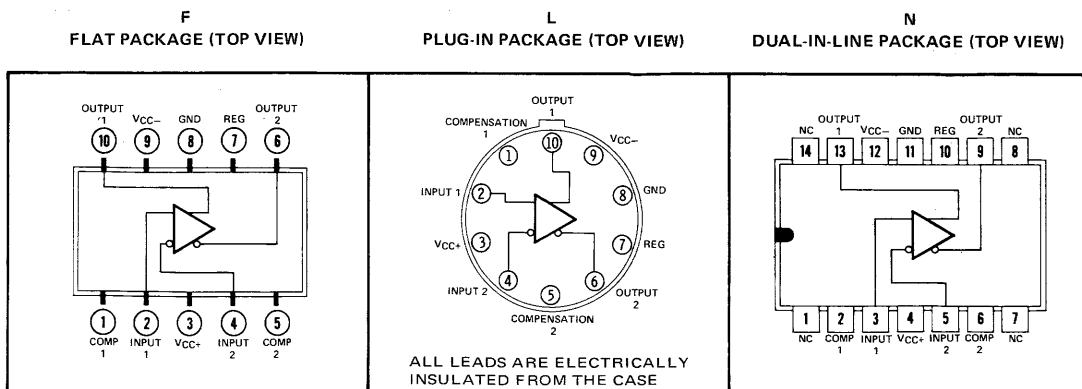 F
FLAT PACKAGE (TOP VIEW)
OUTPUT
1
VCC−
GND
REG
OUTPUT
2
10
9
8
7
6
1
2
3
4
5
COMP
1
INPUT
1
VCC+
INPUT
2
COMP
2
L
PLUG-IN PACKAGE (TOP VIEW)
OUTPUT
1
COMPENSATION
1
VCC−
10
1
9
INPUT 1
2
8
GND
VCC+
3
7
REG
INPUT 2
4
5
6
OUTPUT
2
COMPENSATION
2
ALL LEADS ARE ELECTRICALLY
INSULATED FROM THE CASE
N
DUAL-IN-LINE PACKAGE (TOP VIEW)
NC
OUTPUT
1
VCC−
GND
REG
OUTPUT
2
NC
14
13
12
11
10
9
8
1
2
3
4
5
6
7
NC
COMP
1
INPUT
1
VCC+
INPUT
2
COMP
2
NC